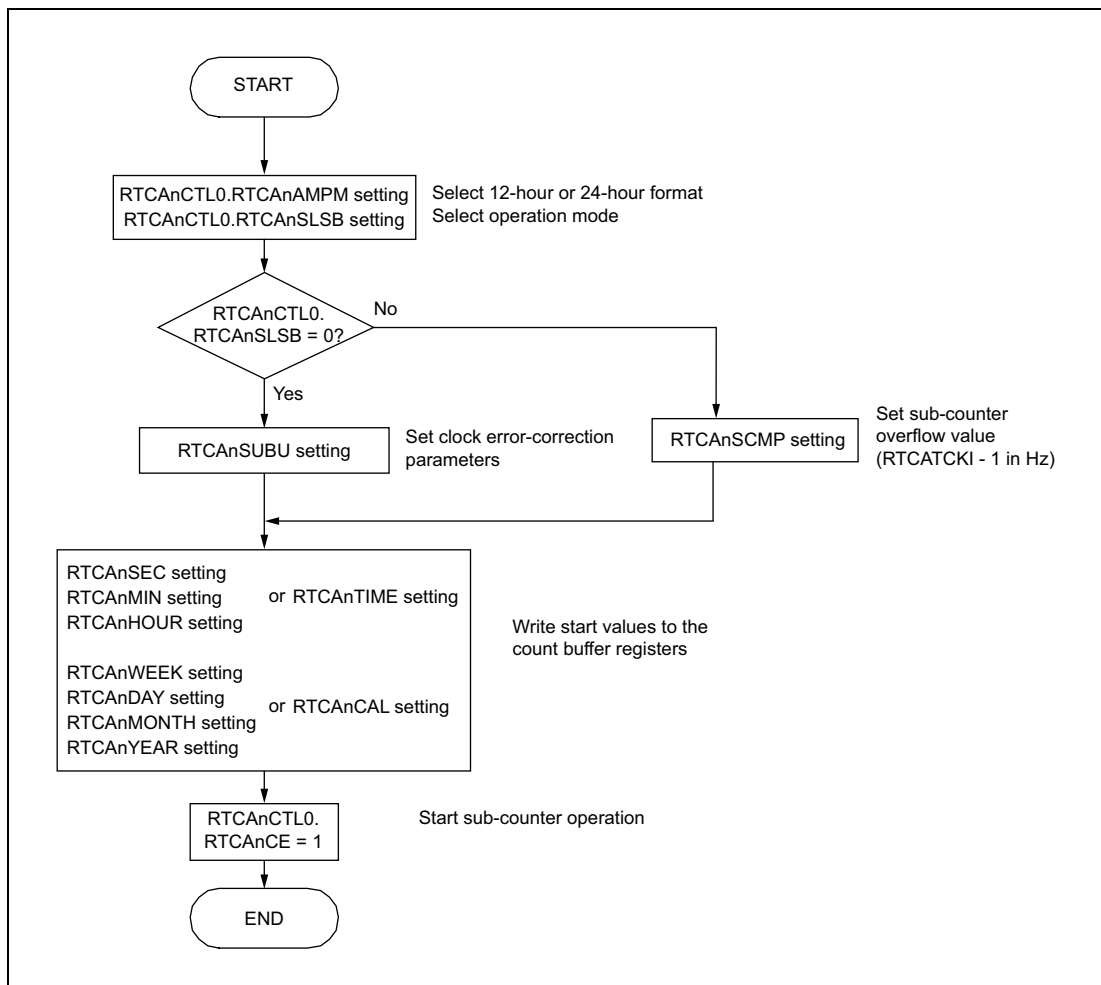 START
RTCAnCTL0.RTCAnAMPM setting
RTCAnCTL0.RTCAnSLSB setting
Select 12-hour or 24-hour format
Select operation mode
RTCAnCTL0.
RTCAnSLSB = 0?
No
Yes
RTCAnSUBU setting
Set clock error-correction
parameters
RTCAnSCMP setting
Set sub-counter
overflow value
(RTCATCKI - 1 in Hz)
RTCAnSEC setting
RTCAnMIN setting
RTCAnHOUR setting
or RTCAnTIME setting
RTCAnWEEK setting
RTCAnDAY setting
RTCAnMONTH setting
RTCAnYEAR setting
or RTCAnCAL setting
Write start values to the
count buffer registers
RTCAnCTL0.
RTCAnCE = 1
Start sub-counter operation
END